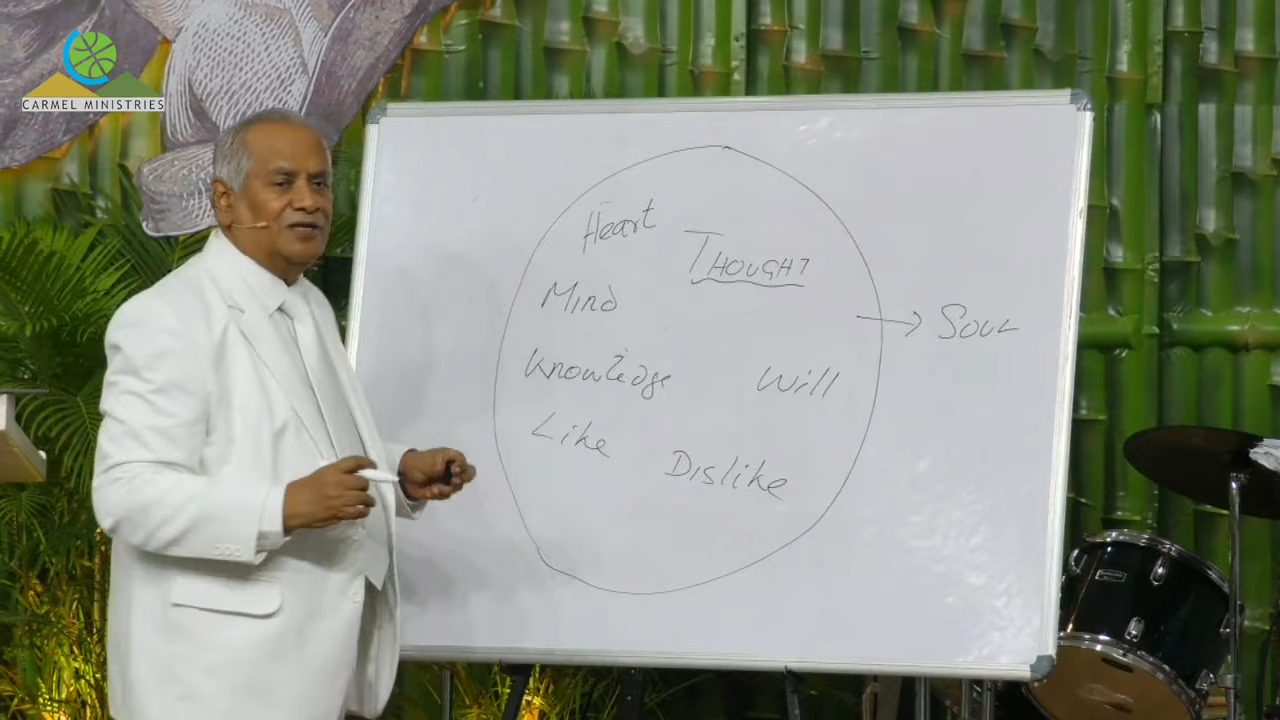 CARMEL MINISTRIES
Heart
THOUGHT
Mind
SOUL
Knowledge
Will
Like
Dislike